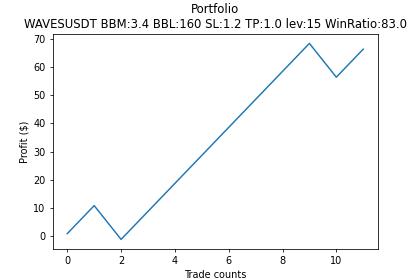 Portfolio
WAVESUSDT BBM:3.4 BBL:160 SL:1.2 TP:1.0 lev:15 WinRatio:83.0
70
60
50
40
30
20
10
0
Profit ($)
0 2 4 6 8 10
Trade counts